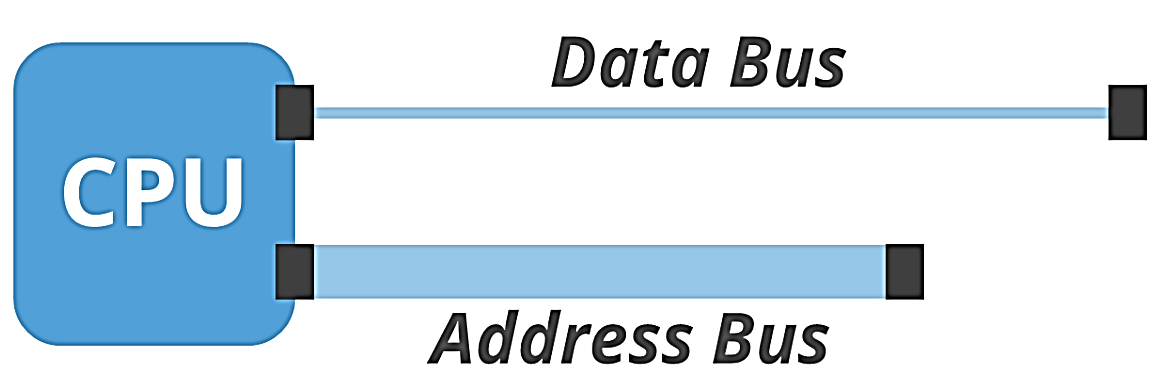 Data Bus
CPU
Address Bus